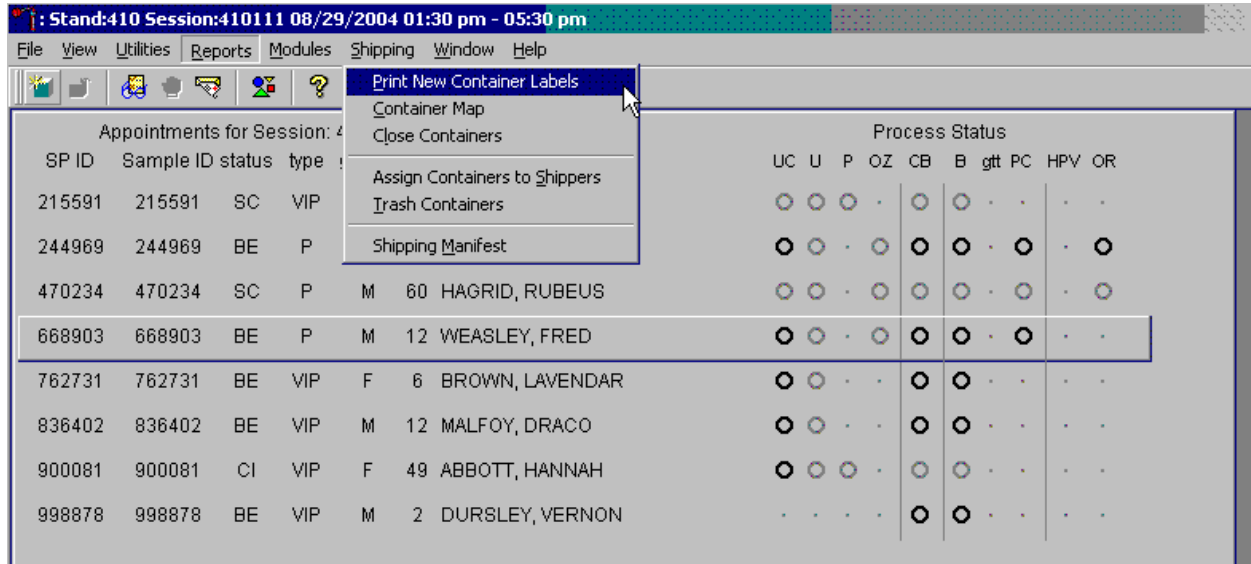 : Stand:410 Session:410111 08/29/2004 01:30 pm - 05:30 pm
File View Utilities Reports Modules Shipping Window Help
Print New Container Labels
Container Map
Close Containers
Assign Containers to Shippers
Trash Containers
Shipping Manifest
Appointments for Session: Process Status
SP ID Sample ID status type UC U P OZ CB B gtt PC HPV OR
215591 215591 SC VIP
244969 244969 BE P
470234 470234 SC P M 60 HAGRID, RUBEUS
668903 668903 BE P M 12 WEASLEY, FRED
762731 762731 BE VIP F 6 BROWN, LAVENDAR
836402 836402 BE VIP M 12 MALFOY, DRACO
900081 900081 CI VIP F 49 ABBOTT, HANNAH
998878 998878 BE VIP M 2 DURSLEY, VERNON